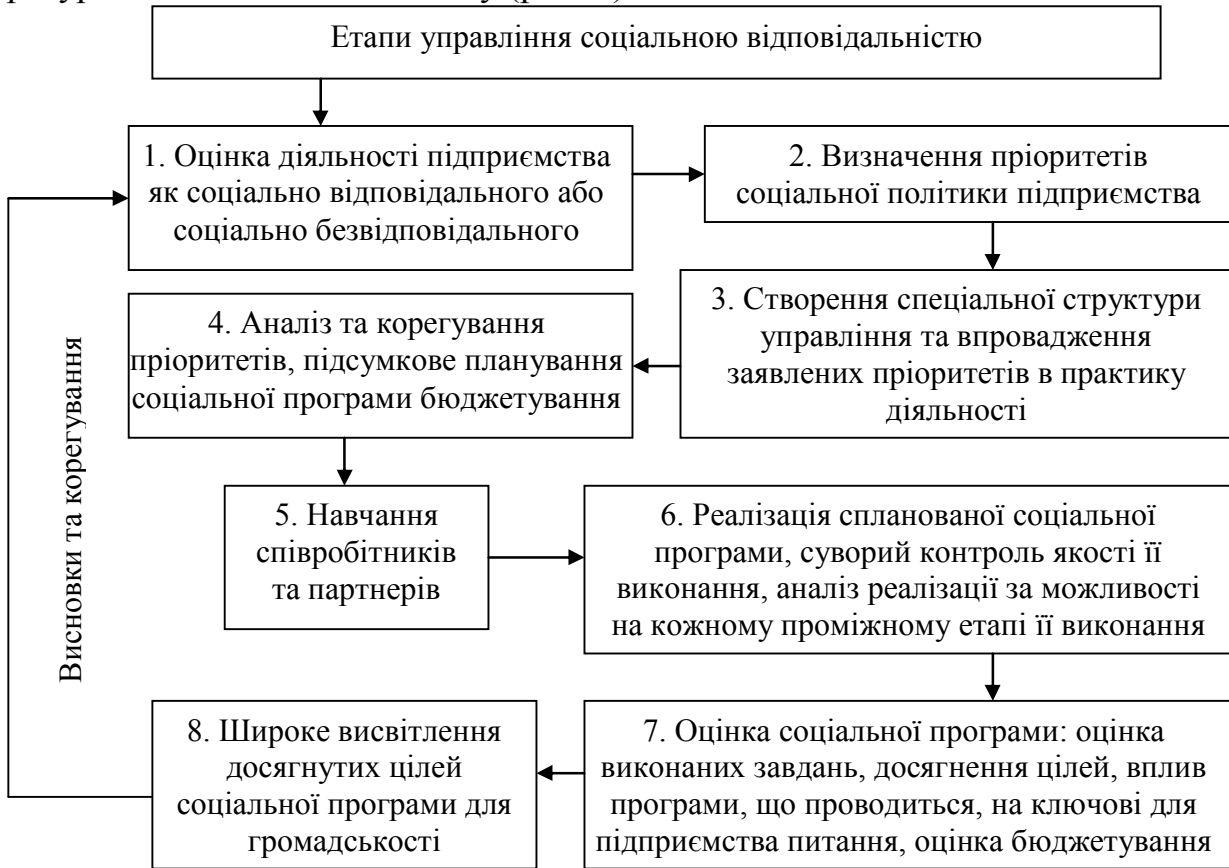 Етапи управління соціальною відповідальністю
1. Оцінка діяльності підприємства
як соціально відповідального або
соціально безвідповідального
2. Визначення пріоритетів
соціальної політики підприємства
3. Створення спеціальної структури
управління та впровадження
заявлених пріоритетів в практику
діяльності
4. Аналіз та корегування
пріоритетів, підсумкове планування
соціальної програми бюджетування
5. Навчання
співробітників
та партнерів
6. Реалізація спланованої соціальної
програми, суворий контроль якості її
виконання, аналіз реалізації за можливості
на кожному проміжному етапі її виконання
7. Оцінка соціальної програми: оцінка
виконаних завдань, досягнення цілей, вплив
програми, що проводиться, на ключові для
підприємства питання, оцінка бюджетування
8. Широке висвітлення
досягнутих цілей
соціальної програми для
громадськості
Висновки та корегування